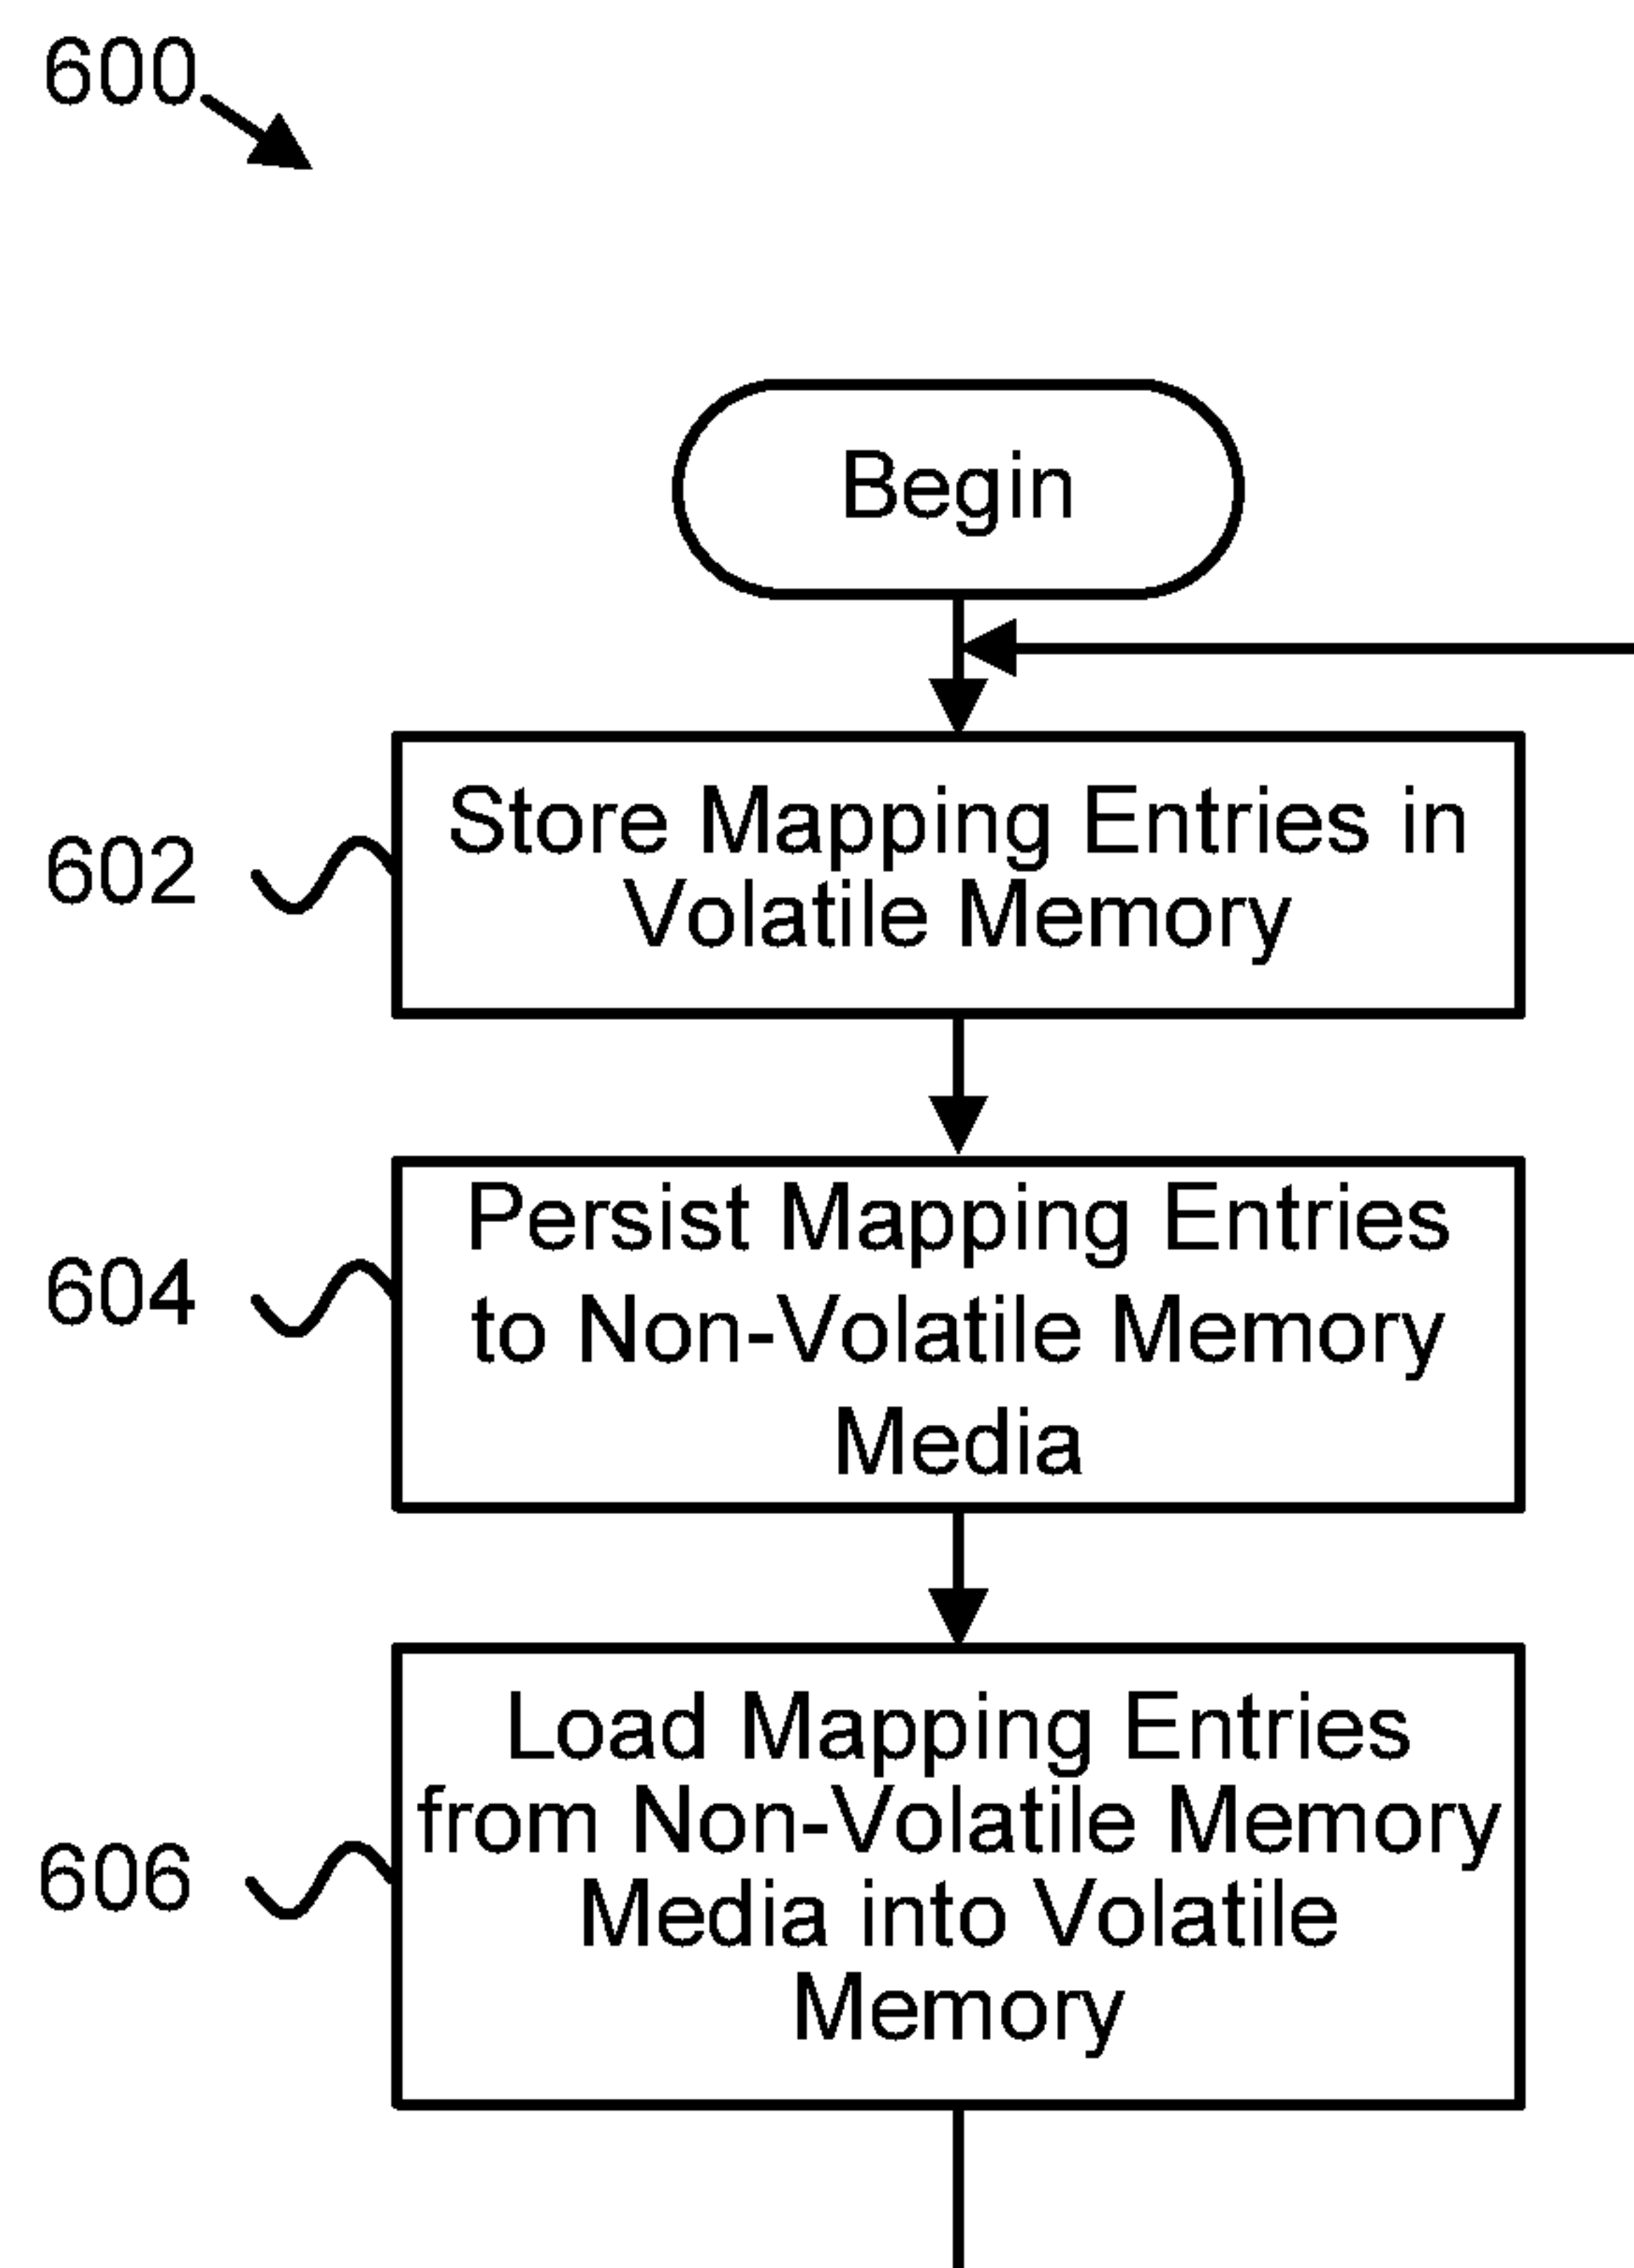 600
Begin
602
Store Mapping Entries in
Volatile Memory
604
Persist Mapping Entries
to Non-Volatile Memory
Media
606
Load Mapping Entries
from Non-Volatile Memory
Media into Volatile
Memory